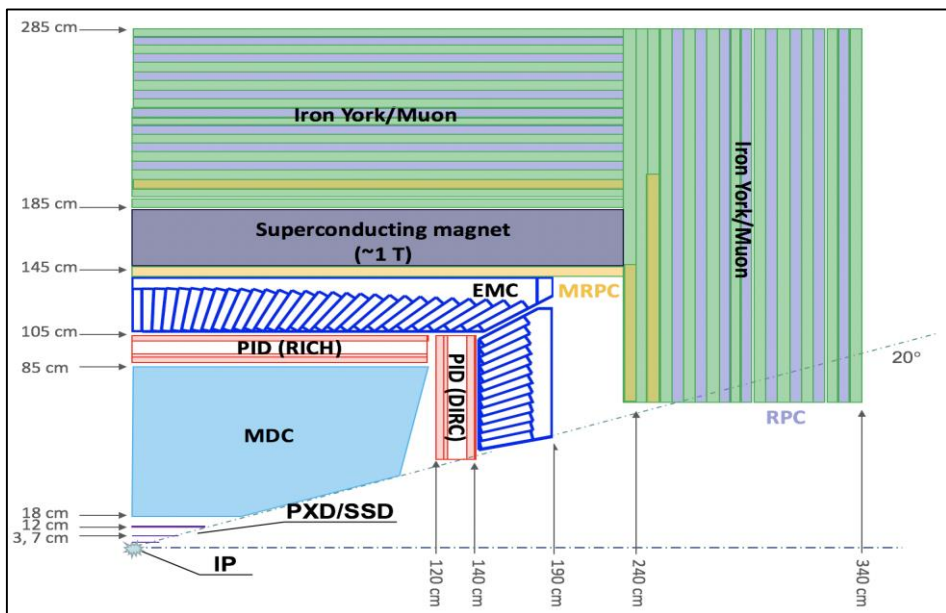 285 cm
Iron York/Muon
Iron York/Muon
185 cm
Superconducting magnet
(~1 T)
145 cm
EMC
MRPC
105 cm
PID (RICH)
PID (DIRC)
20°
85 cm
MDC
RPC
18 cm
12 cm
3, 7 cm
PXD/SSD
IP
120 cm
140 cm
190 cm
240 cm
340 cm